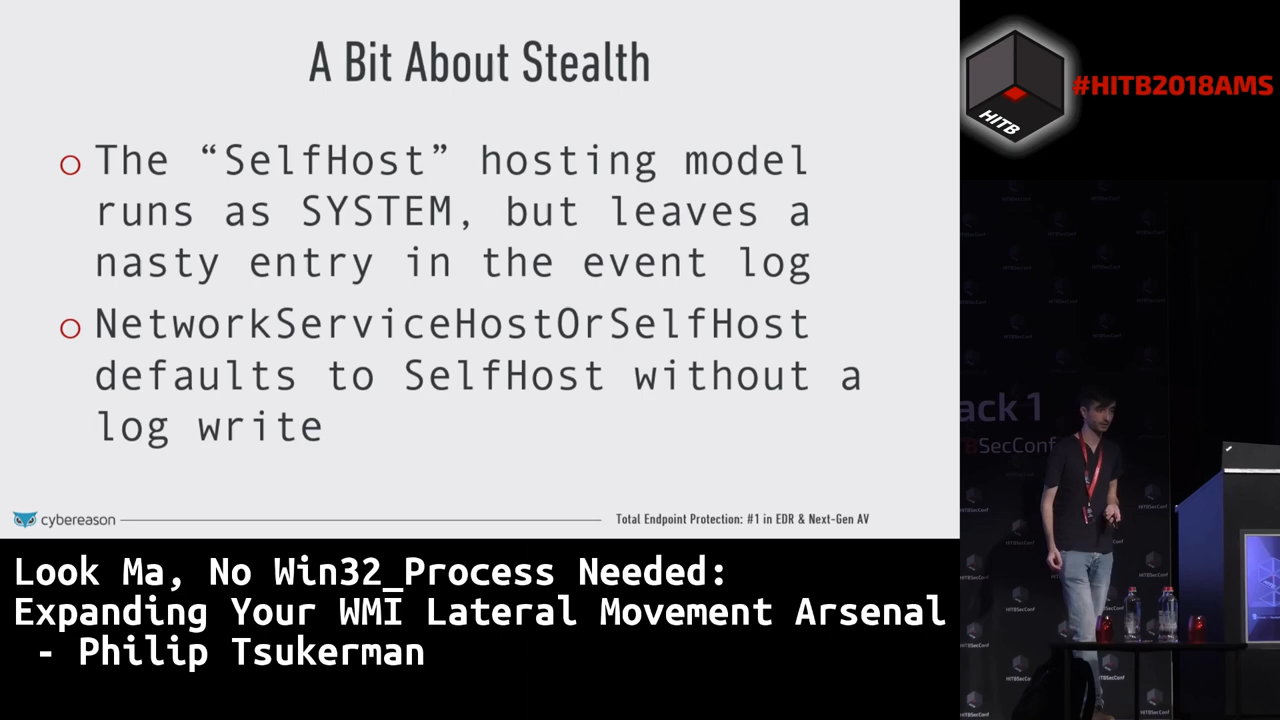 A Bit About Stealth
The “SelfHost” hosting model
runs as SYSTEM, but leaves a
nasty entry in the event log
NetworkServiceHostOrSelfHost
defaults to SelfHost without a
log write
cybereason
Total Endpoint Protection: #1 in EDR & Next-Gen AV
Look Ma, No Win32_Process Needed:
Expanding Your WMI Lateral Movement Arsenal
- Philip Tsukerman
HITB
#HITB2018AMS
ack 1
HITBSecConf